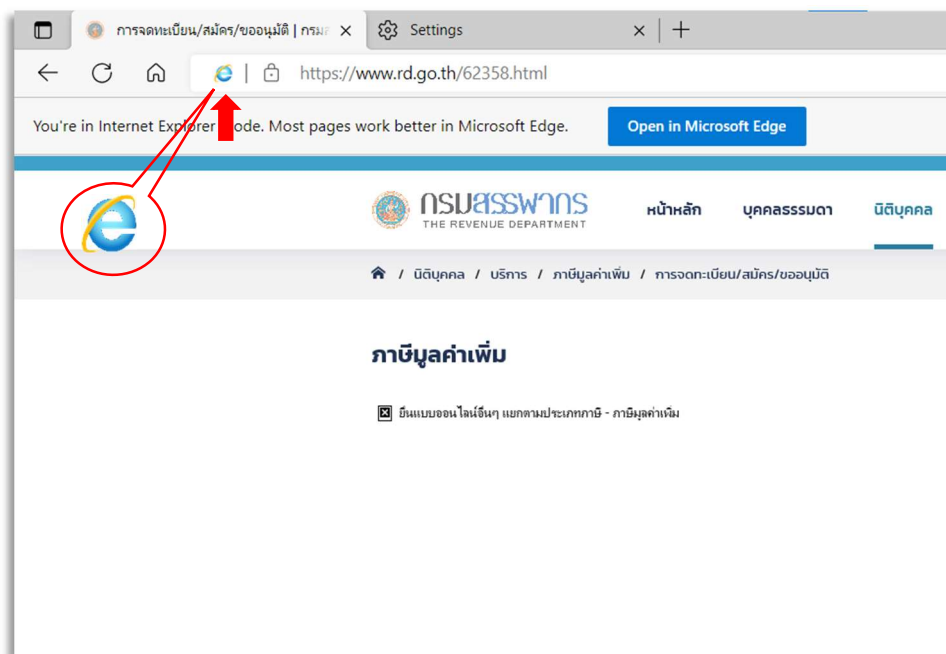 การจดทะเบียน/สมัคร/ขออนุมัติ | กรม
Settings
https://www.rd.go.th/62358.html
You're in Internet Explorer mode. Most pages work better in Microsoft Edge.
Open in Microsoft Edge
กรมสรรพากร
THE REVENUE DEPARTMENT
หน้าหลัก บุคคลธรรมดา นิติบุคคล
/ นิติบุคคล / บริการ / ภาษีมูลค่าเพิ่ม / การจดทะเบียน/สมัคร/ขออนุมัติ
ภาษีมูลค่าเพิ่ม
ยื่นแบบออนไลน์อื่นๆ แยกตามประเภทภาษี - ภาษีมูลค่าเพิ่ม